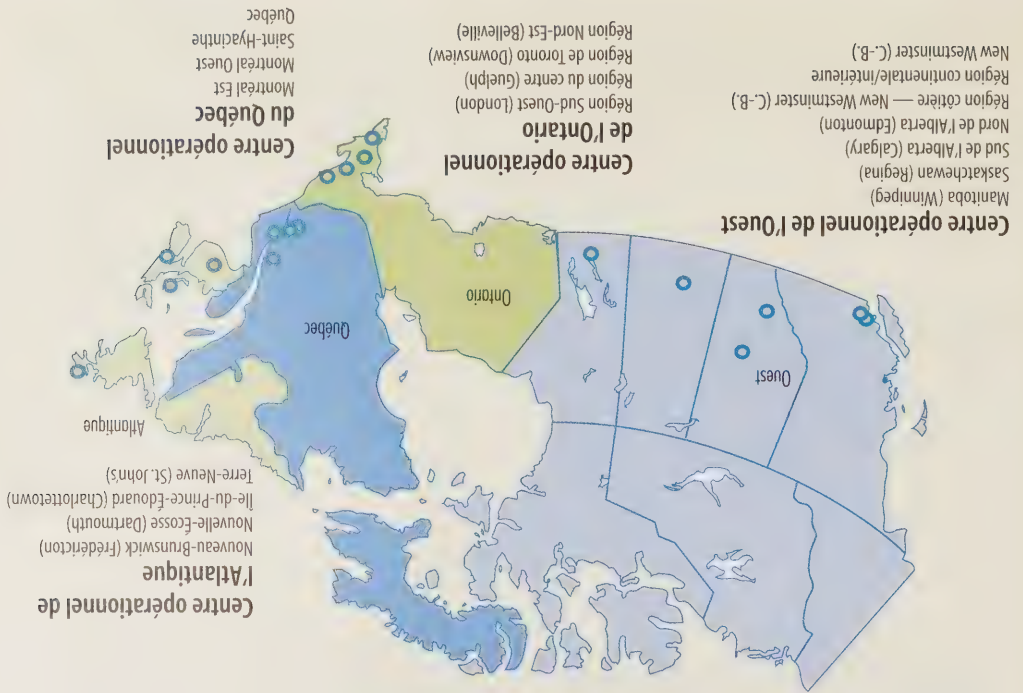 Centre opérationnel de
l'Atlantique
Nouveau-Brunswick (Frédéricton)
Nouvelle-Écosse (Dartmouth)
Île-du-Prince-Édouard (Charlottetown)
Terre-Neuve (St. John's)
Atlantique
Ouest
Québec
Ontario
Centre opérationnel de l'Ouest
Manitoba (Winnipeg)
Saskatchewan (Regina)
Sud de l'Alberta (Calgary)
Nord de l'Alberta (Edmonton)
Région côtière — New Westminster (C.-B.)
Région continentale/intérieure
New Westminster (C.-B.)
Centre opérationnel
de l'Ontario
Région Sud-Ouest (London)
Région du centre (Guelph)
Région de Toronto (Downsview)
Région Nord-Est (Belleville)
Centre opérationnel
du Québec
Montréal Est
Montréal Ouest
Saint-Hyacinthe
Québec